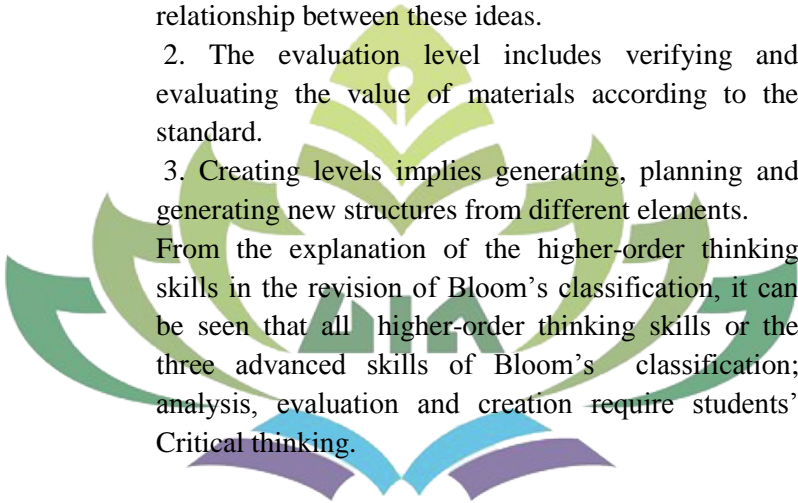 relationship between these ideas.
2. The evaluation level includes verifying and
evaluating the value of materials according to the
standard.
3. Creating levels implies generating, planning and
generating new structures from different elements.
From the explanation of the higher-order thinking
skills in the revision of Bloom’s classification, it can
be seen that all higher-order thinking skills or the
three advanced skills of Bloom’s classification;
analysis, evaluation and creation require students’
Critical thinking.